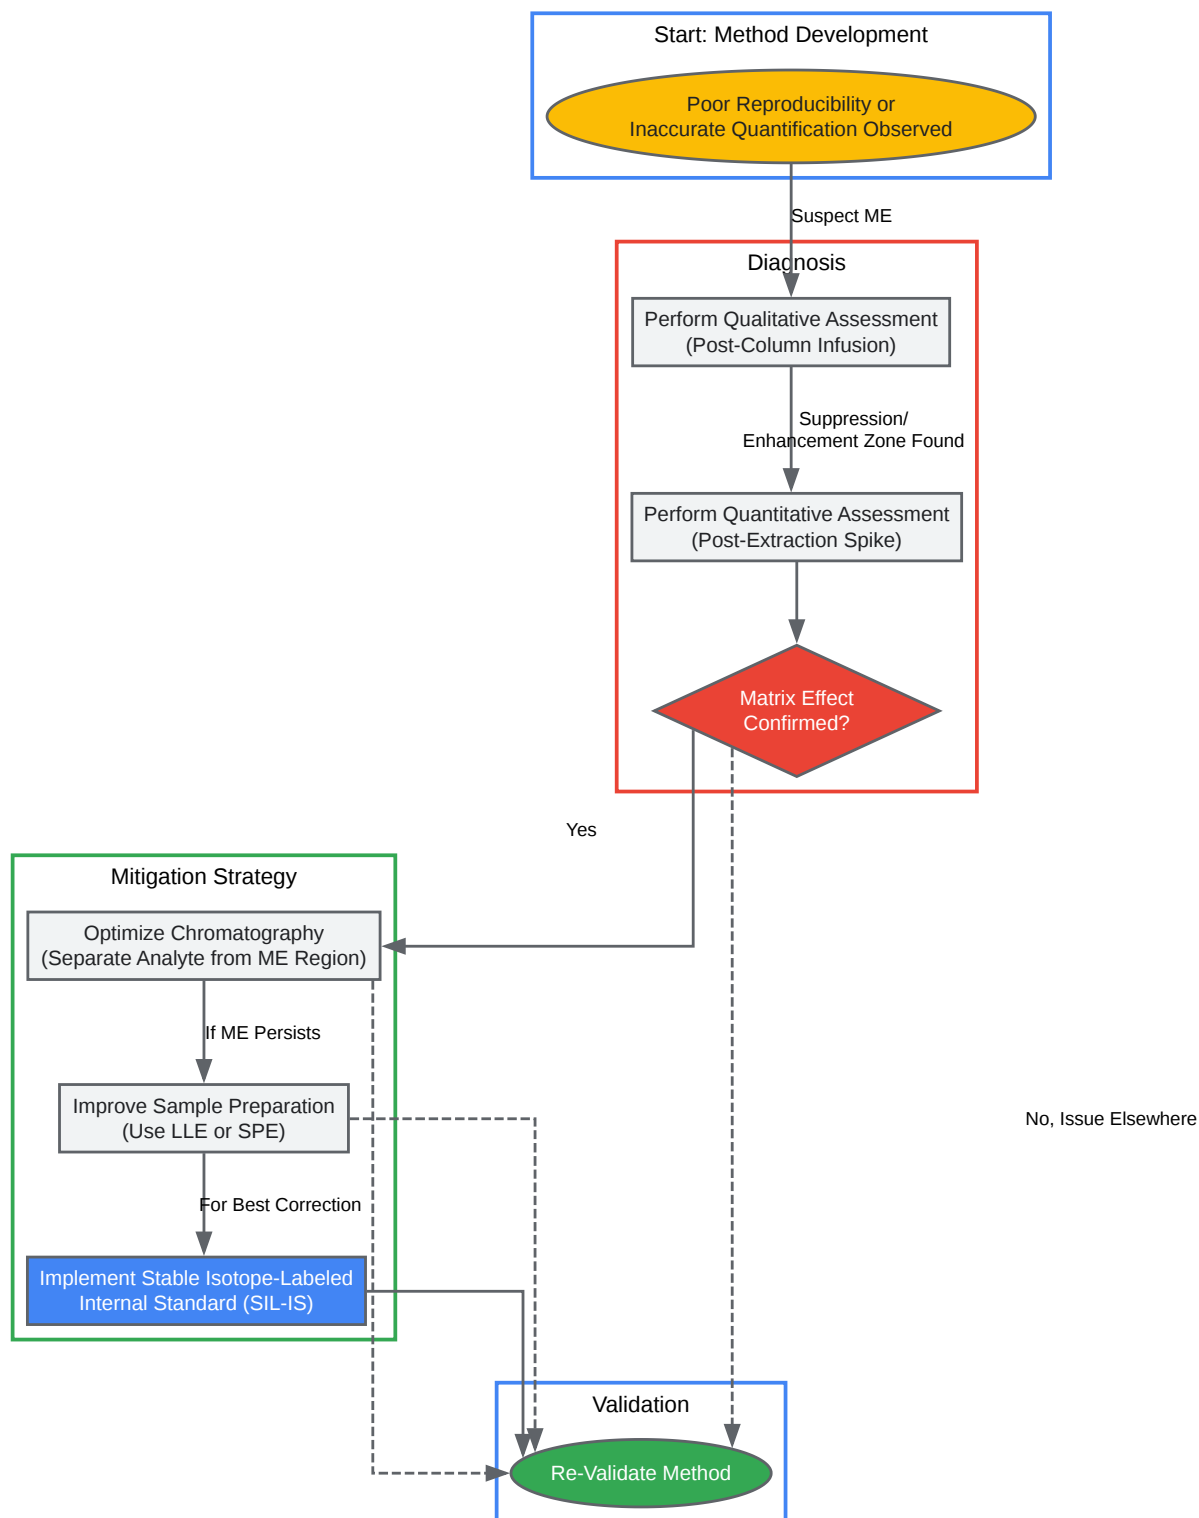 Start: Method Development
Poor Reproducibility or
Inaccurate Quantification Observed
Suspect ME
Diagnosis
Perform Qualitative Assessment
(Post-Column Infusion)
Suppression/
Enhancement Zone Found
Perform Quantitative Assessment
(Post-Extraction Spike)
Matrix Effect
Confirmed?
Yes
Mitigation Strategy
Optimize Chromatography
(Separate Analyte from ME Region)
If ME Persists
Improve Sample Preparation
(Use LLE or SPE)
No, Issue Elsewhere
For Best Correction
Implement Stable Isotope-Labeled
Internal Standard (SIL-IS)
Validation
Re-Validate Method